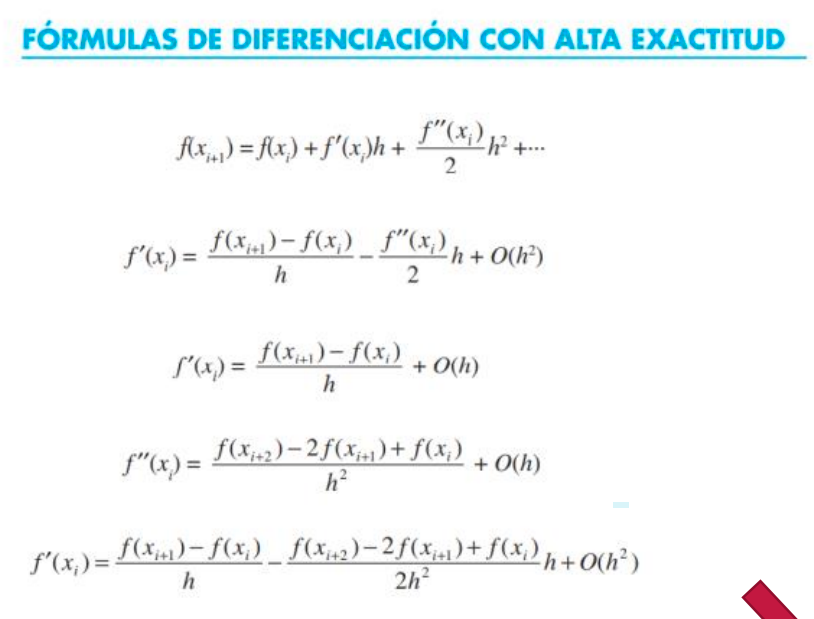 FÓRMULAS DE DIFERENCIACIÓN CON ALTA EXACTITUD
f(x_{i+1}) = f(x_i) + f'(x_i)h + \frac{f''(x_i)}{2} h^2 + ···
f'(x_i) = \frac{f(x_{i+1}) − f(x_i)}{h} − \frac{f''(x_i)}{2} h + O(h^2)
f'(x_i) = \frac{f(x_{i+1}) − f(x_i)}{h} + O(h)
f''(x_i) = \frac{f(x_{i+2}) − 2f(x_{i+1}) + f(x_i)}{h^2} + O(h)
f'(x_i) = \frac{f(x_{i+1}) − f(x_i)}{h} − \frac{f(x_{i+2}) − 2f(x_{i+1}) + f(x_i)}{2h^2} h + O(h^2)